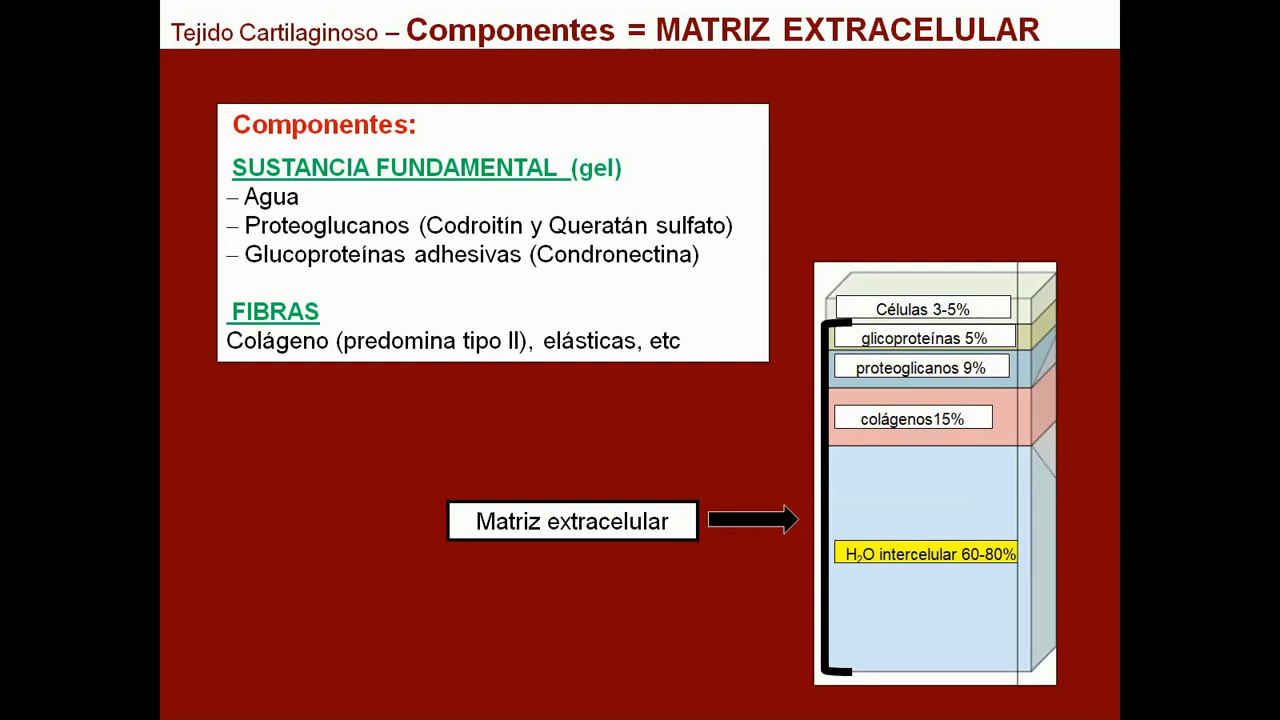 Tejido Cartilaginoso – Componentes = MATRIZ EXTRACELULAR
Componentes:
SUSTANCIA FUNDAMENTAL (gel)
– Agua
– Proteoglucanos (Codroitín y Queratán sulfato)
– Glucoproteínas adhesivas (Condronectina)
FIBRAS
Colágeno (predomina tipo II), elásticas, etc
Células 3-5%
glicoproteínas 5%
proteoglicanos 9%
colágenos15%
Matriz extracelular
H₂O intercelular 60-80%